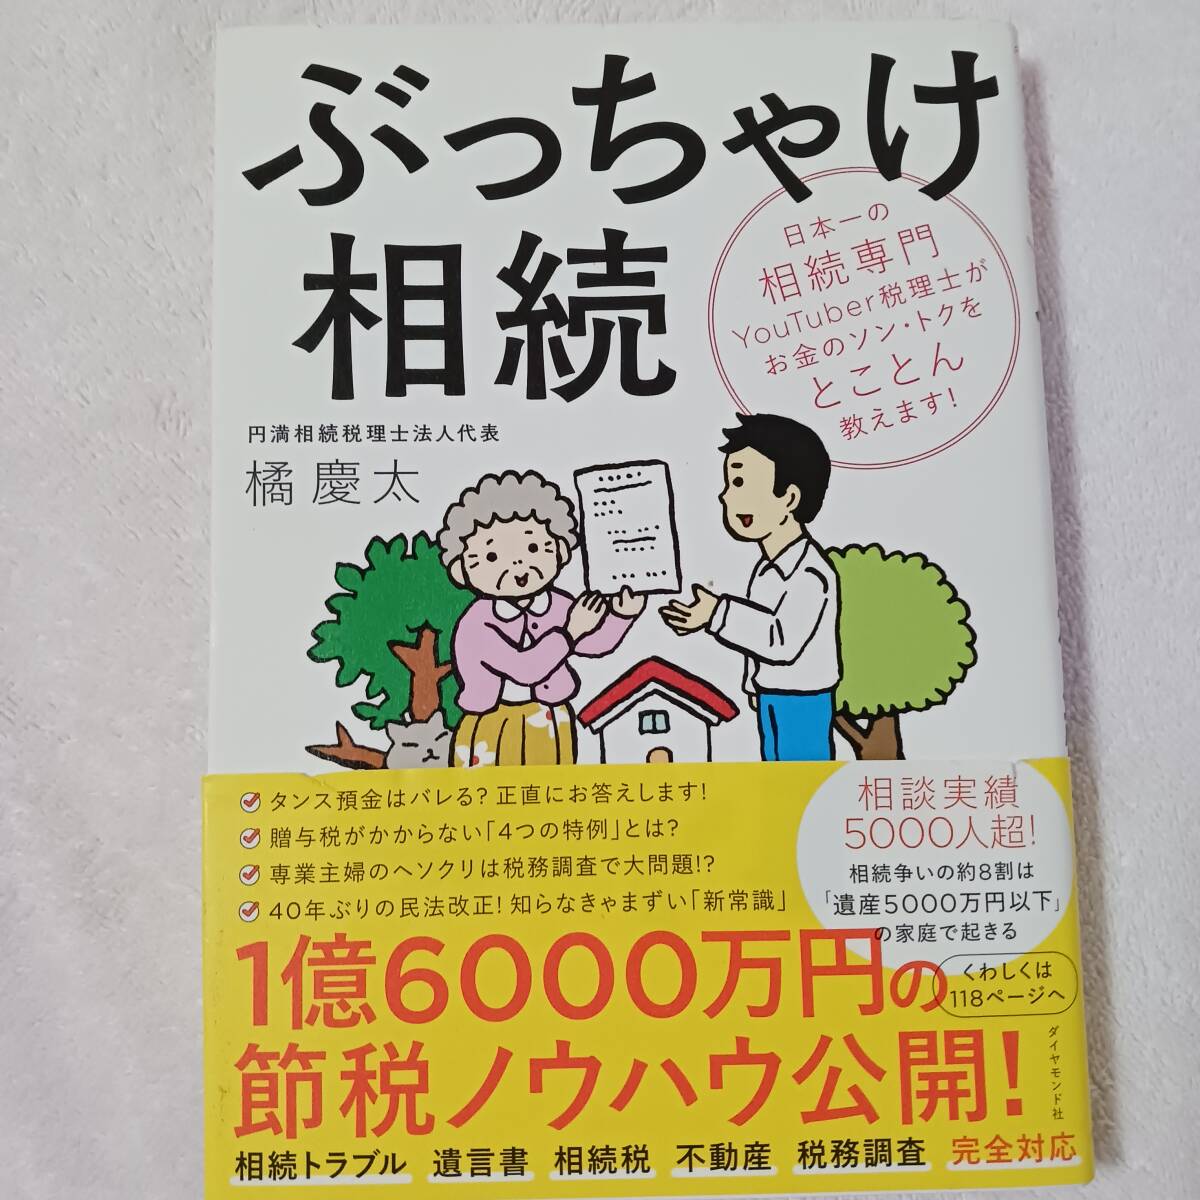 ぶっちゃけ
相続
日本一の
相続専門
YouTuber税理士が
お金のソン・トクを
とことん
教えます!
円満相続税理士法人代表
橘慶太
タンス預金はバレる?正直にお答えします!
贈与税がかからない「4つの特例」とは?
専業主婦のヘソクリは税務調査で大問題!?
40年ぶりの民法改正!知らなきゃまずい「新常識」
相談実績
5000人超!
相続争いの約8割は
「遺産5000万円以下」
の家庭で起きる
くわしくは
118ページへ
1億6000万円の
節税ノウハウ公開!
ダイヤモンド社
相続トラブル 遺言書 相続税 不動産 税務調査 完全対応